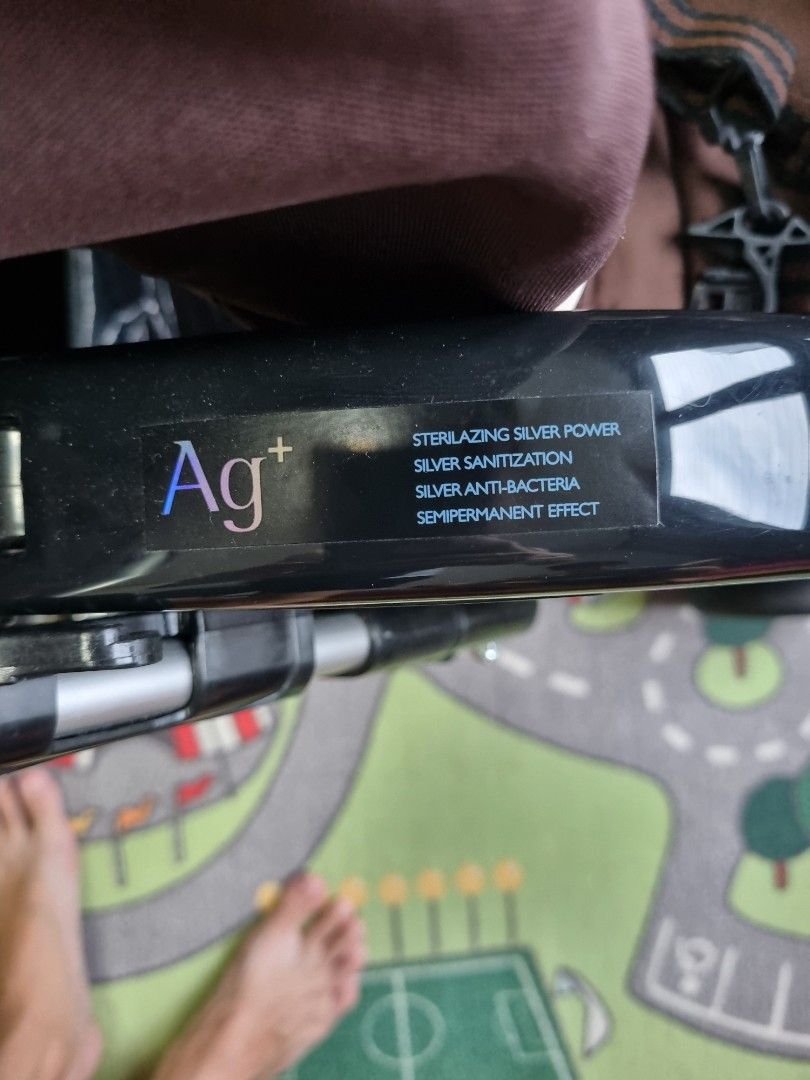 Ag+
STERILAZING SILVER POWER
SILVER SANITIZATION
SILVER ANTI-BACTERIA
SEMIPERMANENT EFFECT